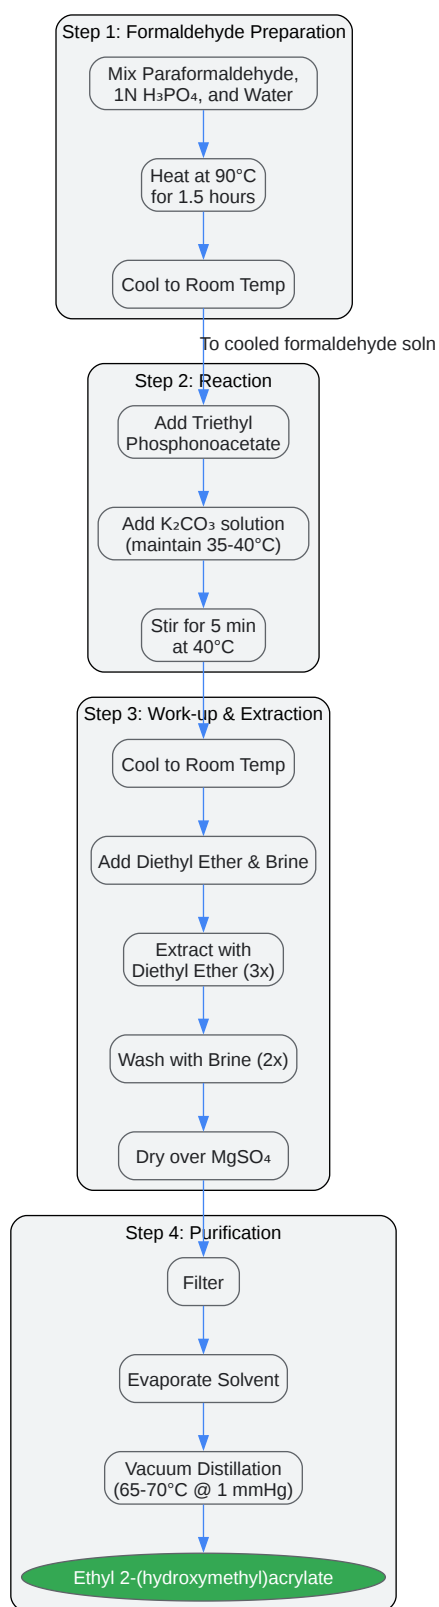 Step 1: Formaldehyde Preparation
Mix Paraformaldehyde,
1N H₃PO₄, and Water
Heat at 90°C
for 1.5 hours
Cool to Room Temp
To cooled formaldehyde soln
Step 2: Reaction
Add Triethyl
Phosphonoacetate
Add K₂CO₃ solution
(maintain 35-40°C)
Stir for 5 min
at 40°C
Step 3: Work-up & Extraction
Cool to Room Temp
Add Diethyl Ether & Brine
Extract with
Diethyl Ether (3x)
Wash with Brine (2x)
Dry over MgSO₄
Step 4: Purification
Filter
Evaporate Solvent
Vacuum Distillation
(65-70°C @ 1 mmHg)
Ethyl 2-(hydroxymethyl)acrylate